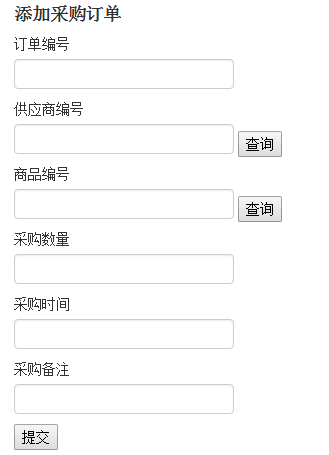 添加采购订单
订单编号
供应商编号
查询
商品编号
查询
采购数量
采购时间
采购备注
提交